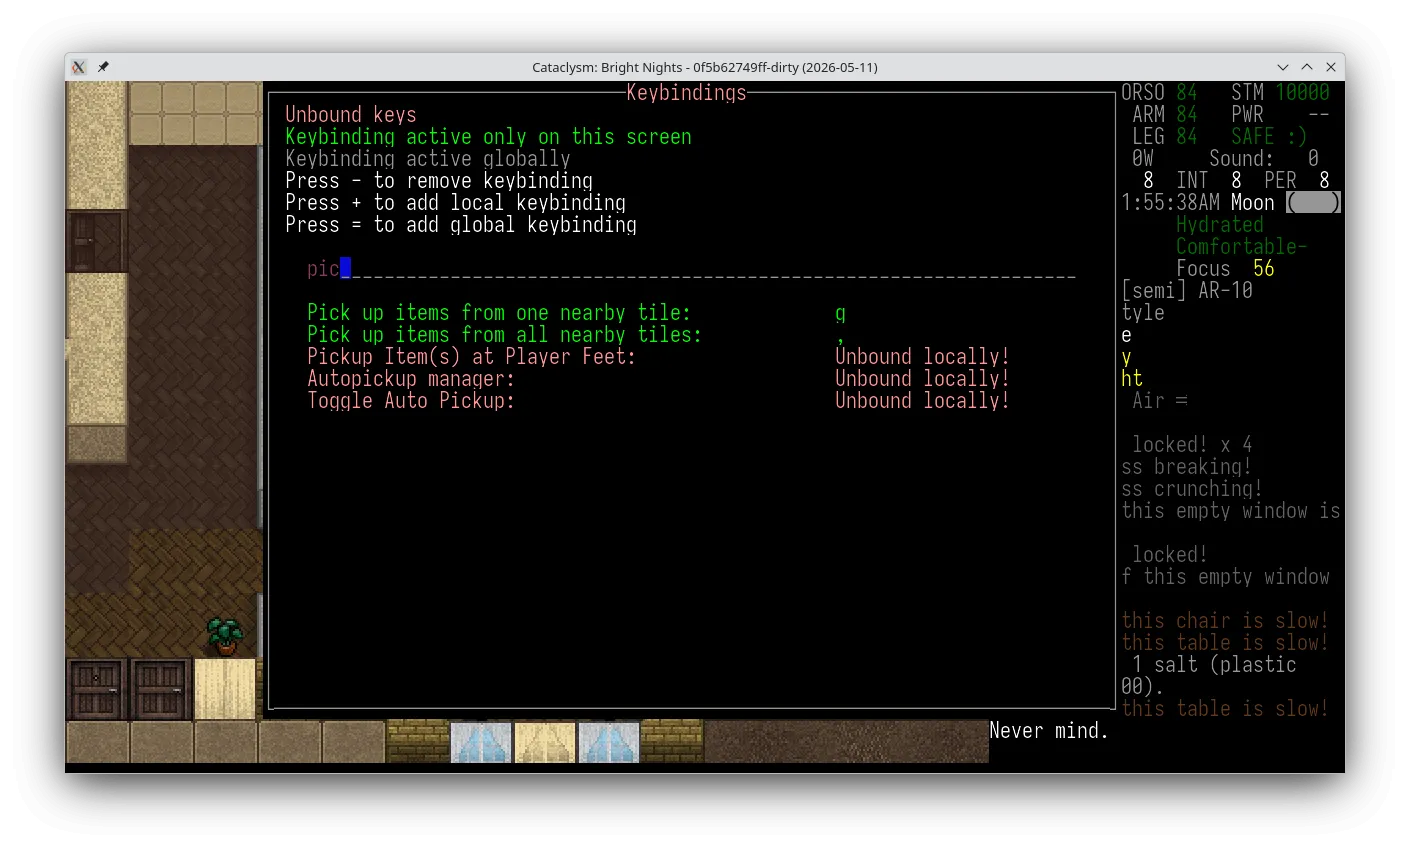 Cataclysm: Bright Nights - 0f5b62749ff-dirty (2026-05-11)
Keybindings
Unbound keys
Keybinding active only on this screen
Keybinding active globally
Press - to remove keybinding
Press + to add local keybinding
Press = to add global keybinding
pic
Pick up items from one nearby tile: g
Pick up items from all nearby tiles: ,
Pickup Item(s) at Player Feet: Unbound locally!
Autopickup manager: Unbound locally!
Toggle Auto Pickup: Unbound locally!
ORSO 84 STM 10000
ARM 84 PWR --
LEG 84 SAFE :)
0W Sound: 0
8 INT 8 PER 8
1:55:38AM Moon (   )
Hydrated
Comfortable-
Focus 56
[semi] AR-10
tyle
e
y
ht
Air =
locked! x 4
ss breaking!
ss crunching!
this empty window is
locked!
f this empty window
this chair is slow!
this table is slow!
1 salt (plastic
00).
this table is slow!
Never mind.